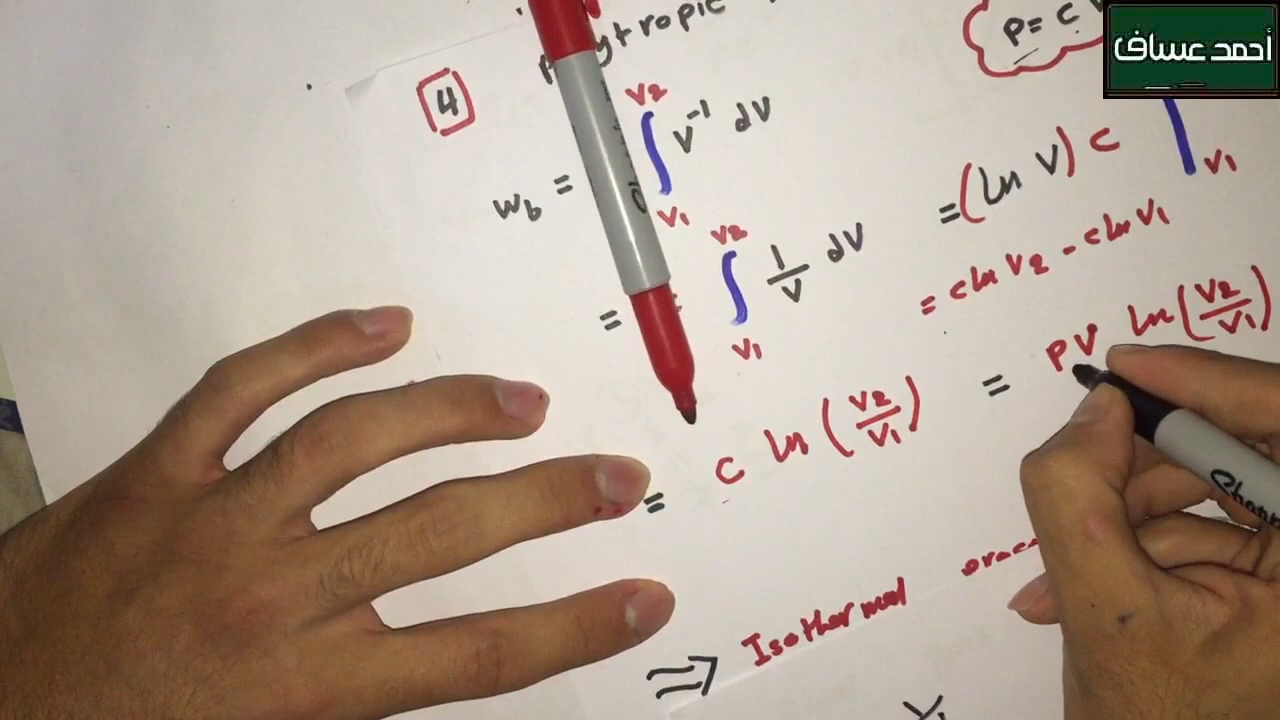 polytropic
P = C V
أحمد عساف
4
Wb = ∫ V2 V1 V⁻¹ dV
= ∫ V2 V1 1/V dV
= C ln (V2/V1)
= (ln V) C | V1
= C ln V2 - C ln V1
= PV ln (V2/V1)
⇒ Isothermal